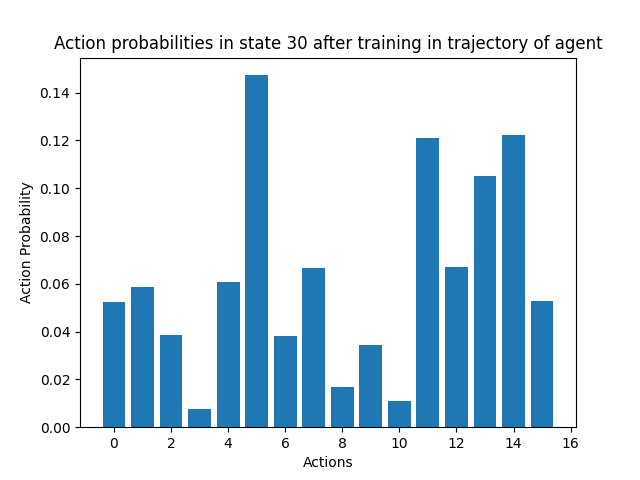 Action probabilities in state 30 after training in trajectory of agent
Action Probability
0.14
0.12
0.10
0.08
0.06
0.04
0.02
0.00
0 2 4 6 8 10 12 14 16
Actions